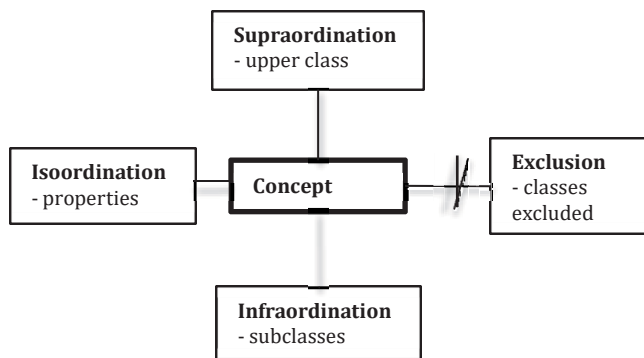 Supraordination
- upper class
Isoordination
- properties
Concept
Exclusion
- classes
excluded
Infraordination
- subclasses